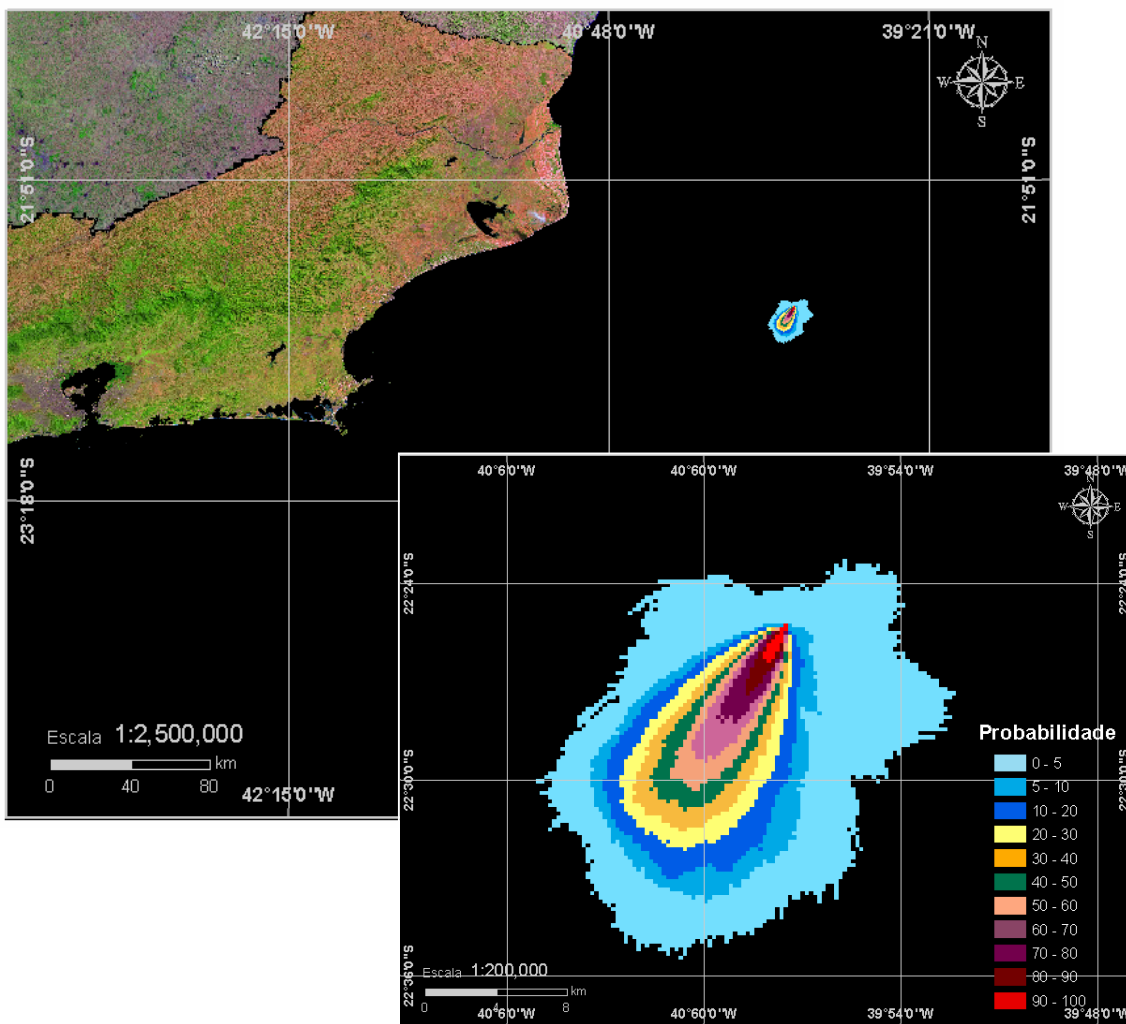 42°15'0"W
40°48'0"W
39°21'0"W
N
W
E
S
21°51'0"S
21°51'0"S
23°18'0"S
Escala 1:2,500,000
0 40 80 km
42°15'0"W
40°60'W
40°60'0"W
39°54'0"W
39°48'0"W
N
W
E
S
22°24'0"S
22°24'0"S
22°30'0"S
22°30'0"S
22°36'0"S
22°36'0"S
Probabilidade
0 - 5
5 - 10
10 - 20
20 - 30
30 - 40
40 - 50
50 - 60
60 - 70
70 - 80
80 - 90
90 - 100
Escala 1:200,000
0 4 8 km
40°6'0"W
40°60'0"W
39°54'0"W
39°48'0"W